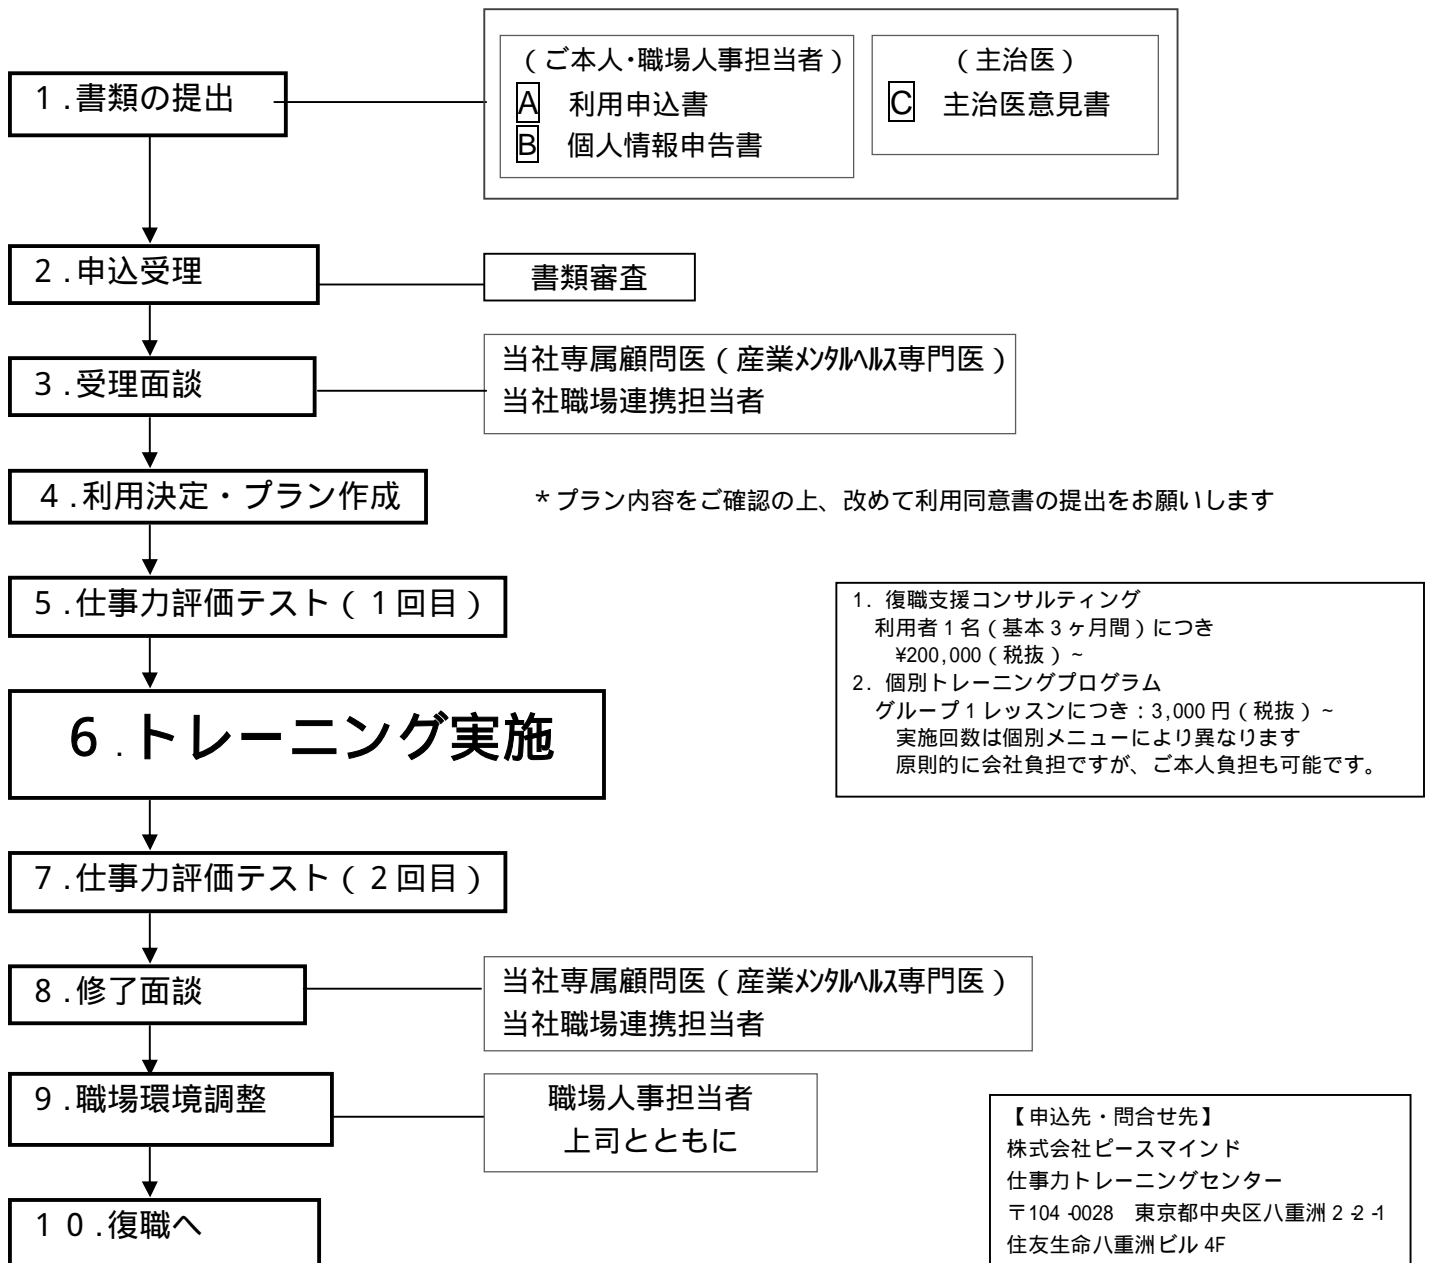 1.書類の提出
(ご本人・職場人事担当者)
A 利用申込書
B 個人情報申告書
(主治医)
C 主治医意見書
2.申込受理
書類審査
3.受理面談
当社専属顧問医(産業メンタルヘルス専門医)
当社職場連携担当者
4.利用決定・プラン作成
*プラン内容をご確認の上、改めて利用同意書の提出をお願いします
5.仕事力評価テスト(1回目)
1. 復職支援コンサルティング
利用者1名(基本3ヶ月間)につき
¥200,000(税抜)~
2. 個別トレーニングプログラム
グループ1レッスンにつき:3,000円(税抜)~
実施回数は個別メニューにより異なります
原則的に会社負担ですが、ご本人負担も可能です。
6.トレーニング実施
7.仕事力評価テスト(2回目)
8.修了面談
当社専属顧問医(産業メンタルヘルス専門医)
当社職場連携担当者
9.職場環境調整
職場人事担当者
上司とともに
10.復職へ
【申込先・問合せ先】
株式会社ピースマインド
仕事力トレーニングセンター
〒104-0028 東京都中央区八重洲2-2-1
住友生命八重洲ビル4F